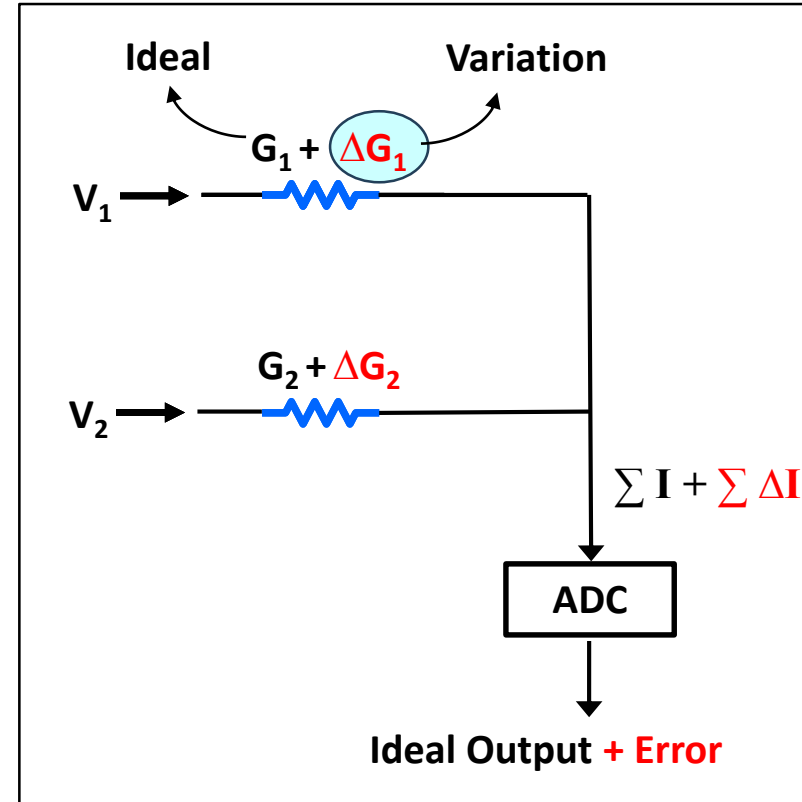 Ideal Variation
G₁ + ΔG₁
V₁
G₂ + ΔG₂
V₂
∑ I + ∑ ΔI
ADC
Ideal Output + Error